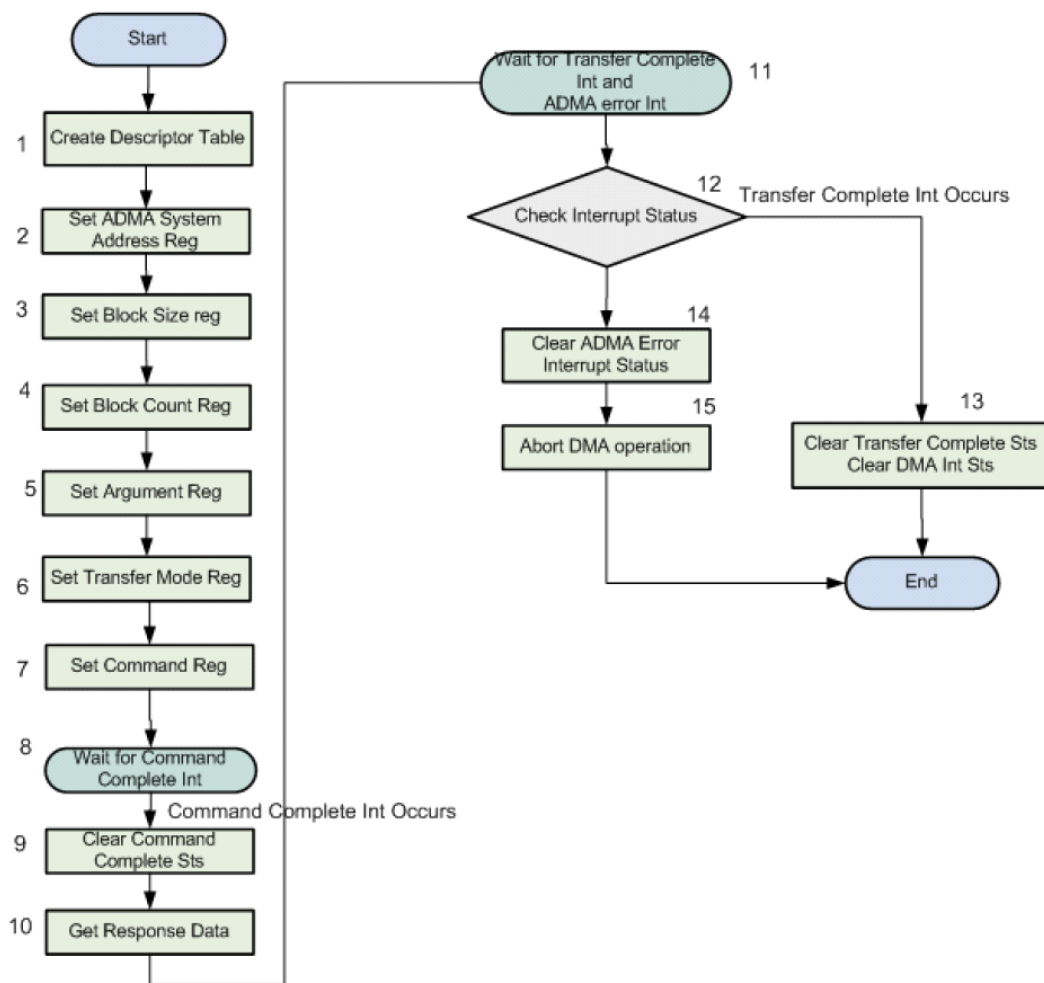 Start
1
Create Descriptor Table
2
Set ADMA System
Address Reg
3
Set Block Size reg
4
Set Block Count Reg
5
Set Argument Reg
6
Set Transfer Mode Reg
7
Set Command Reg
8
Wait for Command
Complete Int
Command Complete Int Occurs
9
Clear Command
Complete Sts
10
Get Response Data
Wait for Transfer Complete
Int and
ADMA error Int
11
12
Check Interrupt Status
Transfer Complete Int Occurs
14
Clear ADMA Error
Interrupt Status
15
Abort DMA operation
13
Clear Transfer Complete Sts
Clear DMA Int Sts
End